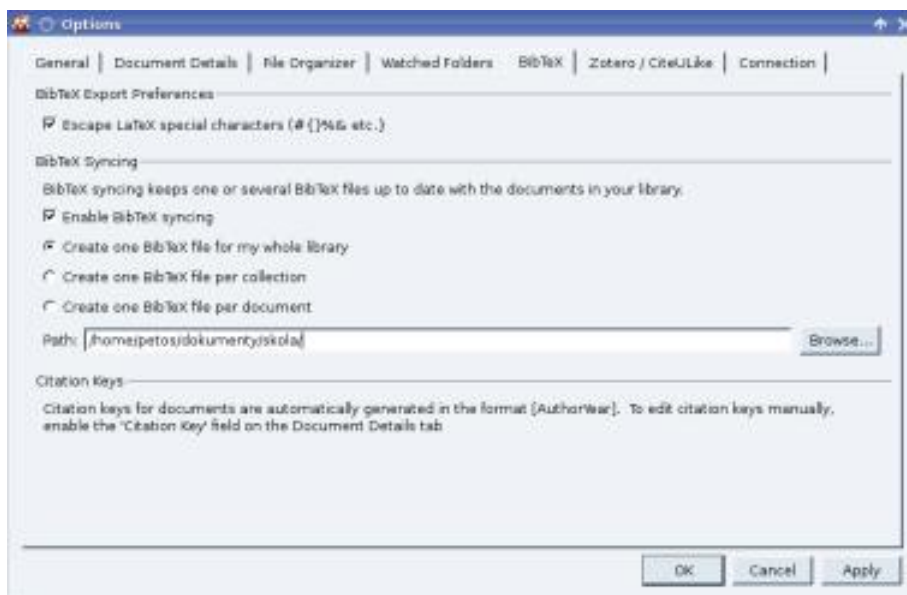 Options
General | Document Details | File Organizer | Watched Folders BibTeX | Zotero / CiteULike | Connection |
BibTeX Export Preferences
Escape LaTeX special characters (#{}%& etc.)
BibTeX Syncing
BibTeX syncing keeps one or several BibTeX files up to date with the documents in your library.
Enable BibTeX syncing
Create one BibTeX file for my whole library
Create one BibTeX file per collection
Create one BibTeX file per document
Path: /home/petos/dokumenty/skola/ Browse...
Citation Keys
Citation keys for documents are automatically generated in the format [AuthorYear]. To edit citation keys manually,
enable the 'Citation Key' field on the Document Details tab
OK Cancel Apply